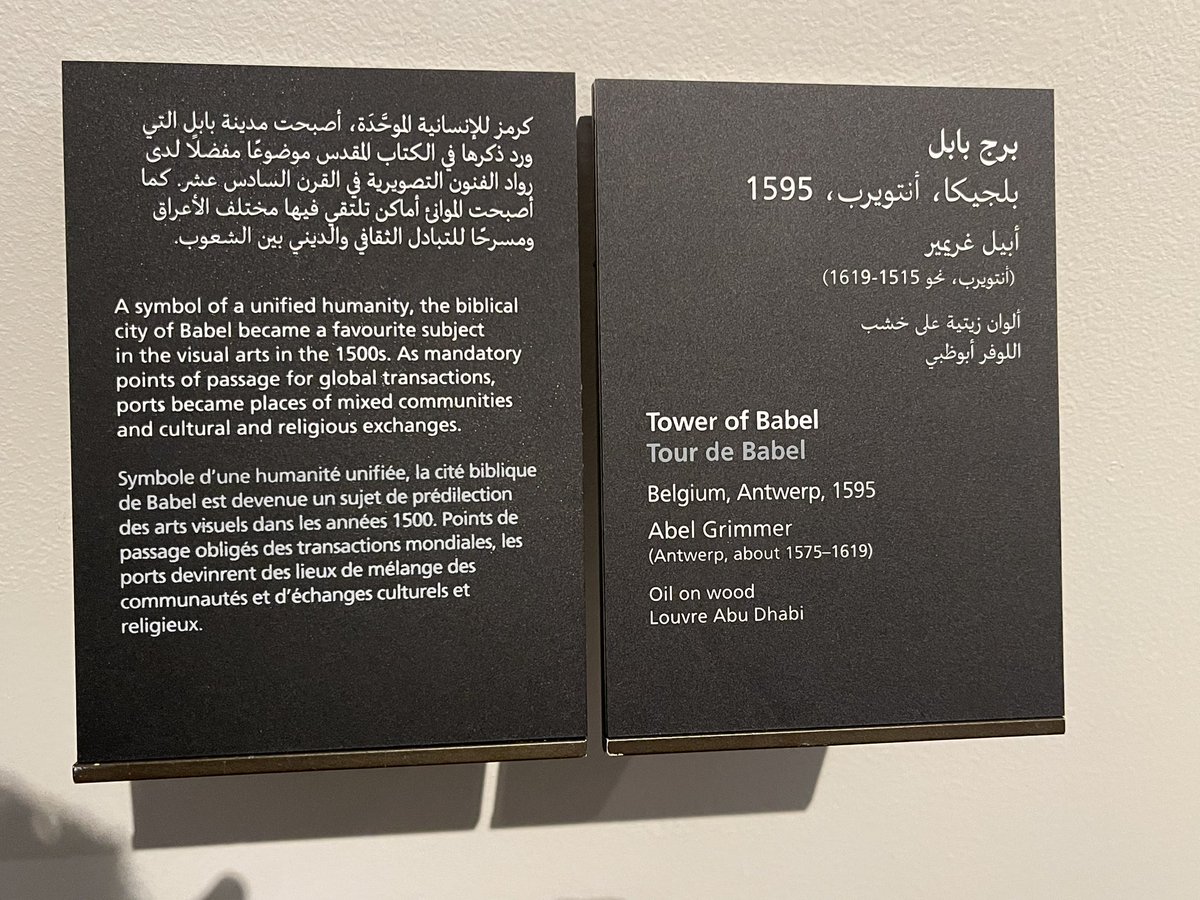 كرمز للإنسانية الموحَّدَة، أصبحت مدينة بابل التي
ورد ذكرها في الكتاب المقدس موضوعًا مفضلًا لدى
رواد الفنون التصويرية في القرن السادس عشر. كما
أصبحت الموانئ أماكن تلتقي فيها مختلف الأعراق
ومسرحًا للتبادل الثقافي والديني بين الشعوب.
A symbol of a unified humanity, the biblical
city of Babel became a favourite subject
in the visual arts in the 1500s. As mandatory
points of passage for global transactions,
ports became places of mixed communities
and cultural and religious exchanges.
Symbole d'une humanité unifiée, la cité biblique
de Babel est devenue un sujet de prédilection
des arts visuels dans les années 1500. Points de
passage obligés des transactions mondiales, les
ports devinrent des lieux de mélange des
communautés et d'échanges culturels et
religieux.
برج بابل
بلجيكا، أنتويرب، 1595
أبيل غريمير
(أنتويرب، نحو 1515-1619)
ألوان زيتية على خشب
اللوفر أبوظبي
Tower of Babel
Tour de Babel
Belgium, Antwerp, 1595
Abel Grimmer
(Antwerp, about 1575–1619)
Oil on wood
Louvre Abu Dhabi